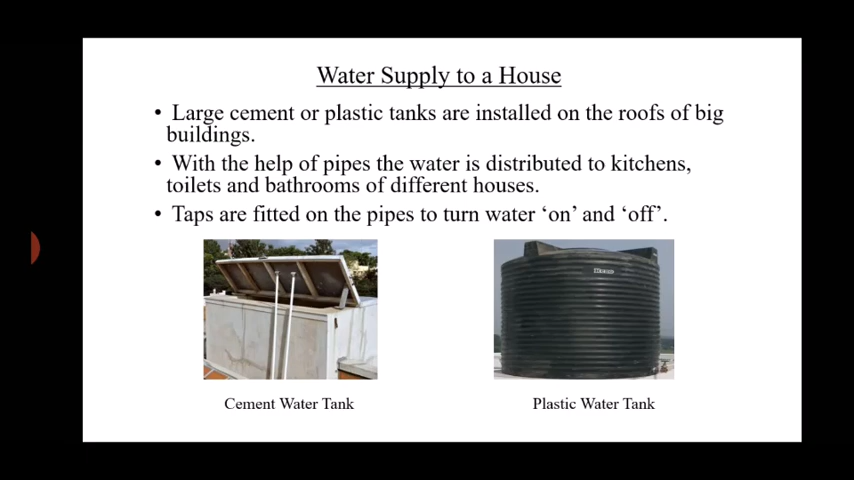 Water Supply to a House
• Large cement or plastic tanks are installed on the roofs of big
buildings.
• With the help of pipes the water is distributed to kitchens,
toilets and bathrooms of different houses.
• Taps are fitted on the pipes to turn water ‘on’ and ‘off’.
Cement Water Tank
Plastic Water Tank